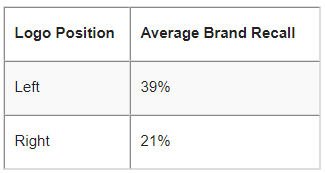 Logo Position Average Brand Recall
Left 39%
Right 21%